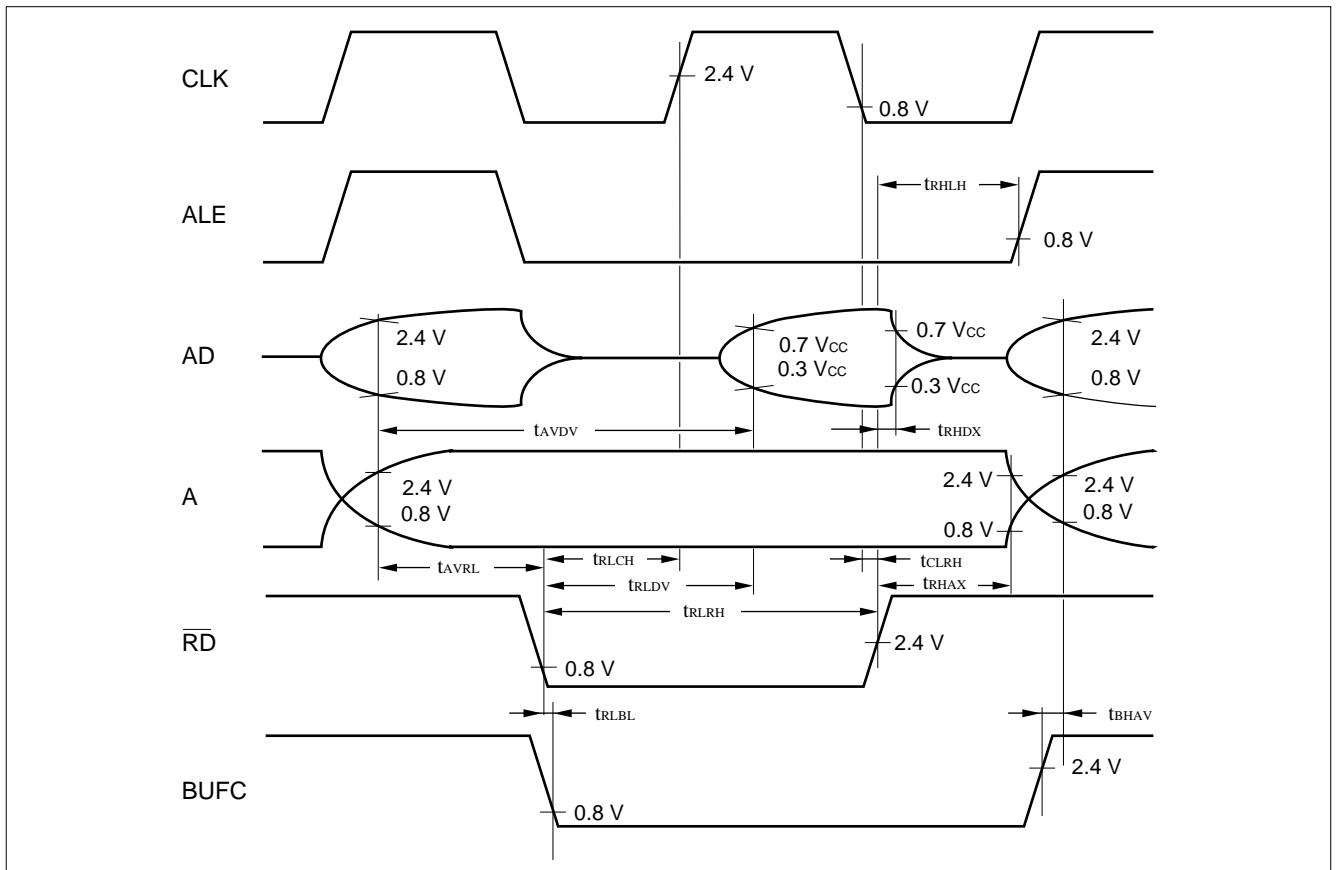 CLK
2.4 V
0.8 V
tRHLH
ALE
0.8 V
AD
2.4 V
0.8 V
0.7 VCC
0.3 VCC
0.7 VCC
0.3 VCC
2.4 V
0.8 V
tAVDV
tRHDX
A
2.4 V
0.8 V
2.4 V
0.8 V
2.4 V
0.8 V
tAVRL
tRLCH
tCLRH
tRLDV
tRHAX
tRLRH
RD
0.8 V
2.4 V
tRLBL
tBHAV
BUFC
0.8 V
2.4 V